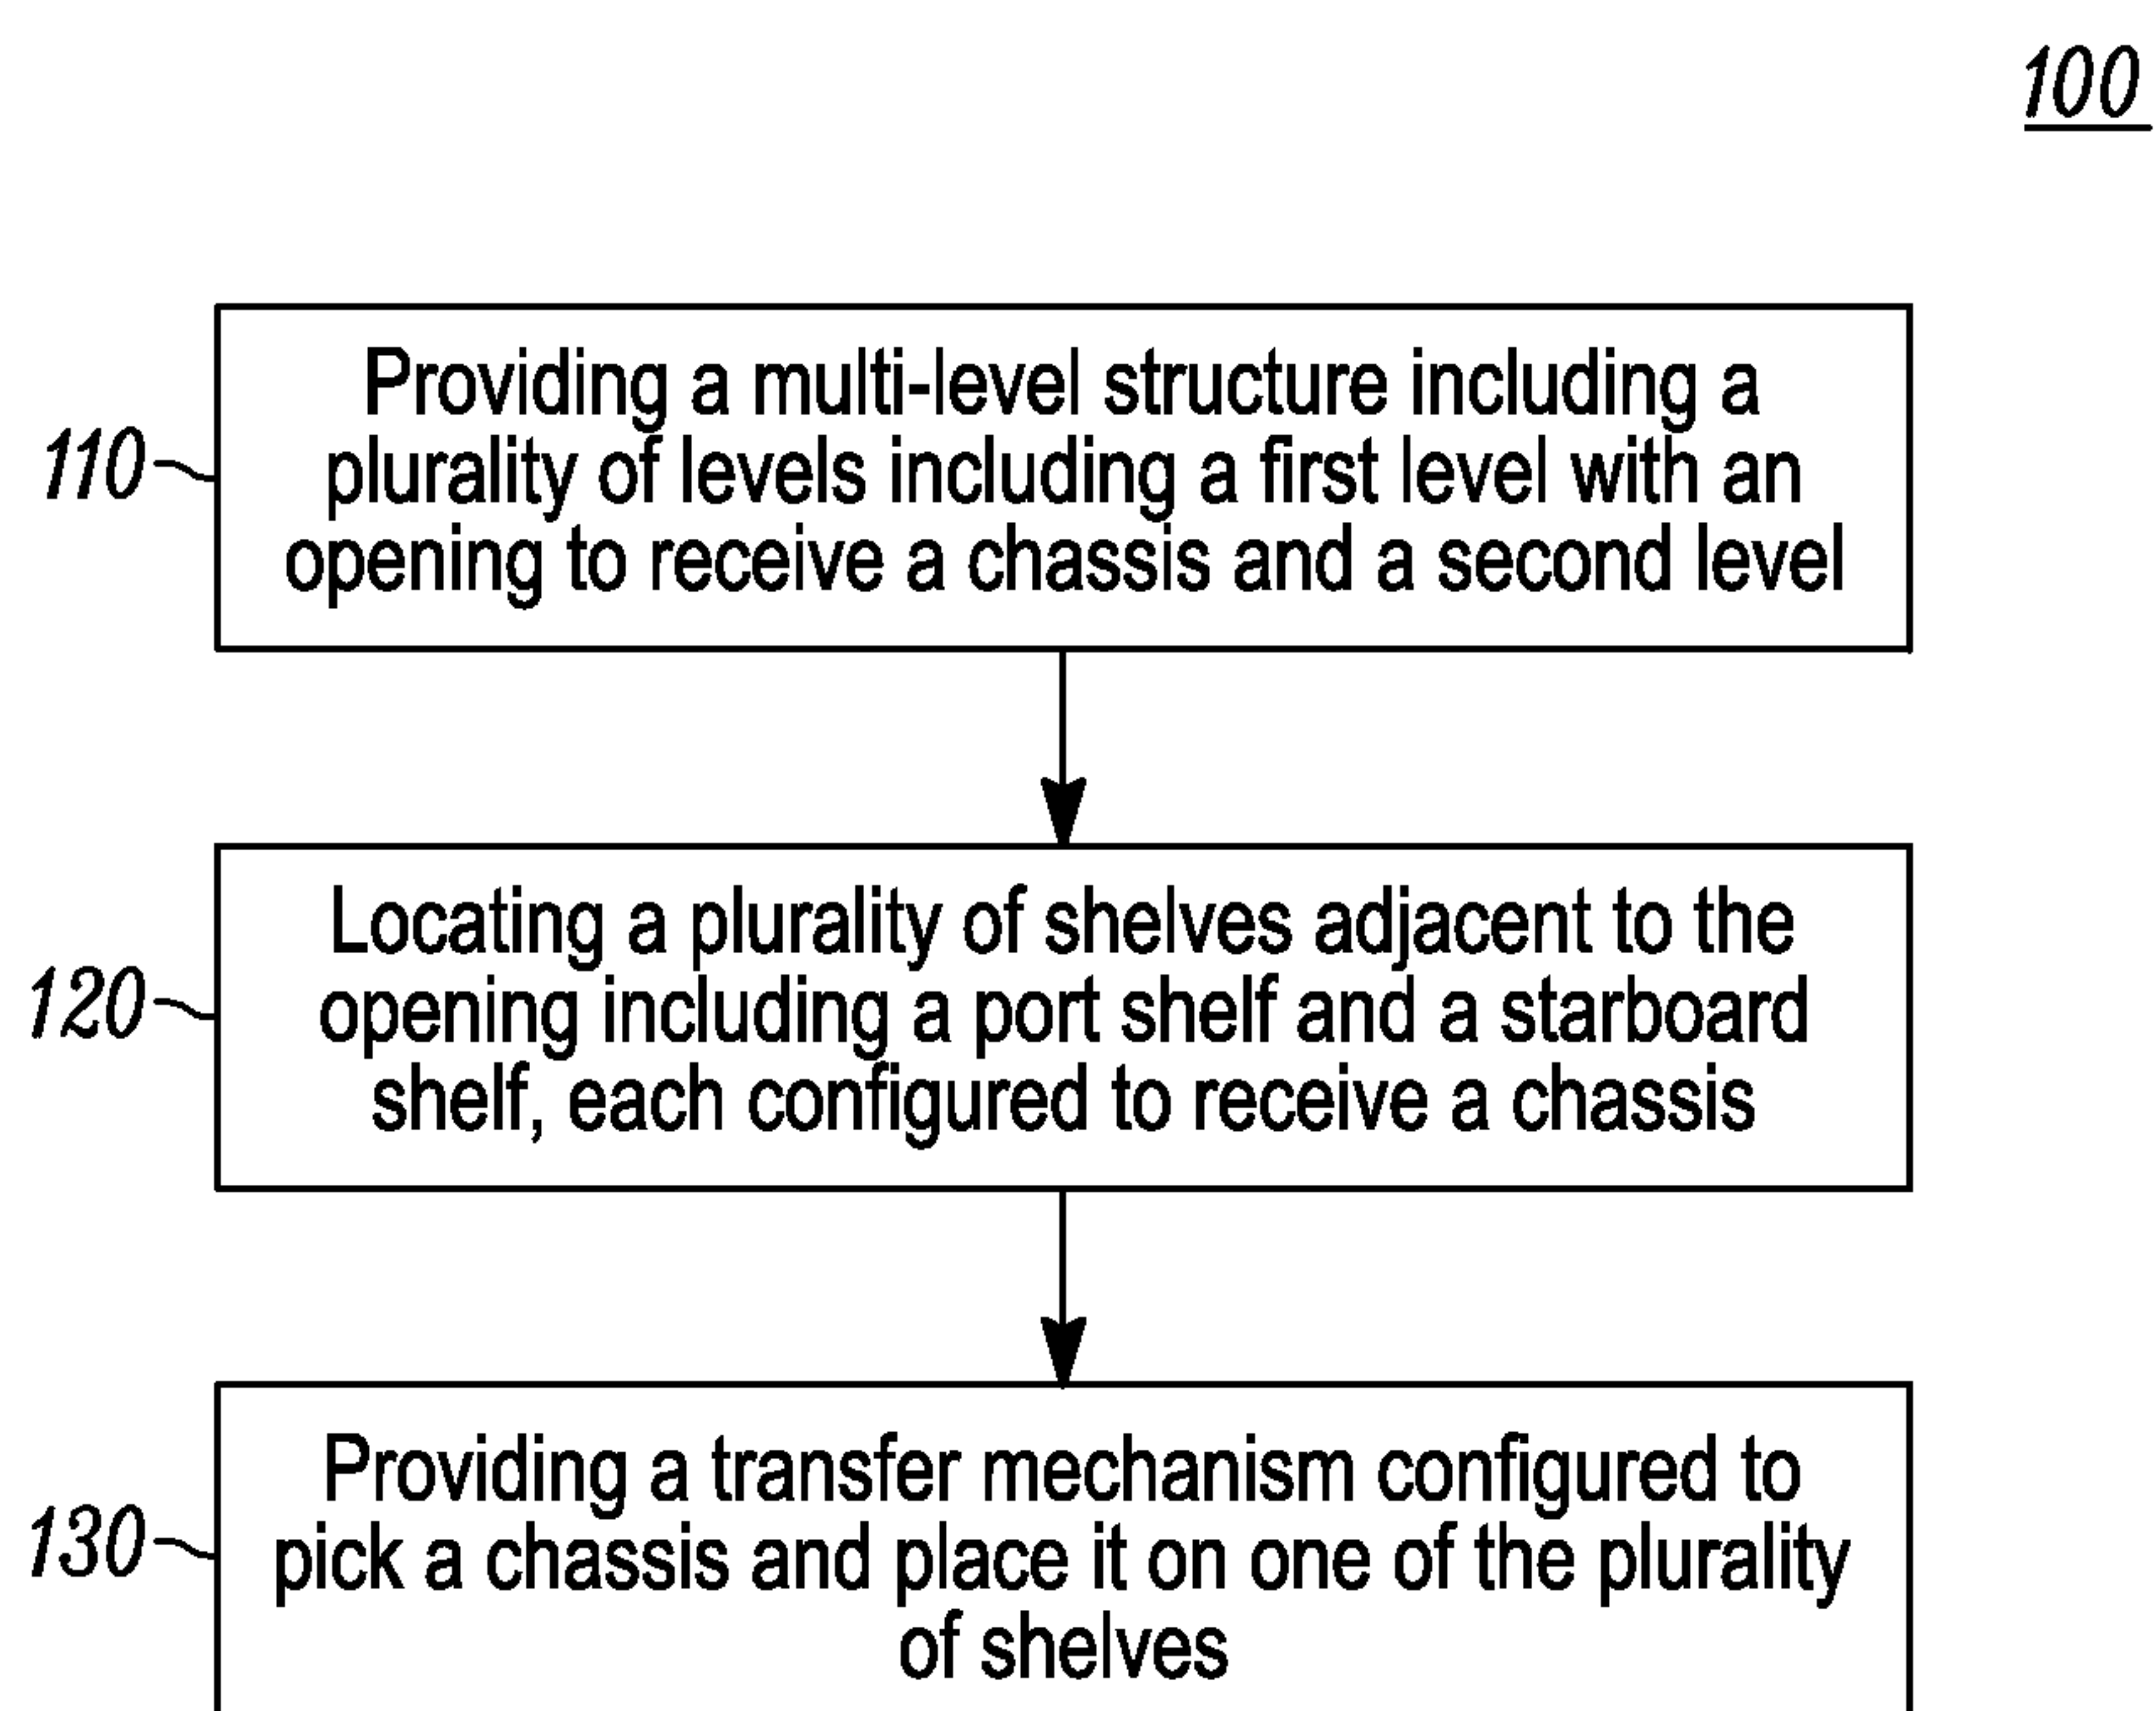 100
Providing a multi-level structure including a
110
plurality of levels including a first level with an
opening to receive a chassis and a second level
Locating a plurality of shelves adjacent to the
120
opening including a port shelf and a starboard
shelf, each configured to receive a chassis
Providing a transfer mechanism configured to
130
pick a chassis and place it on one of the plurality
of shelves